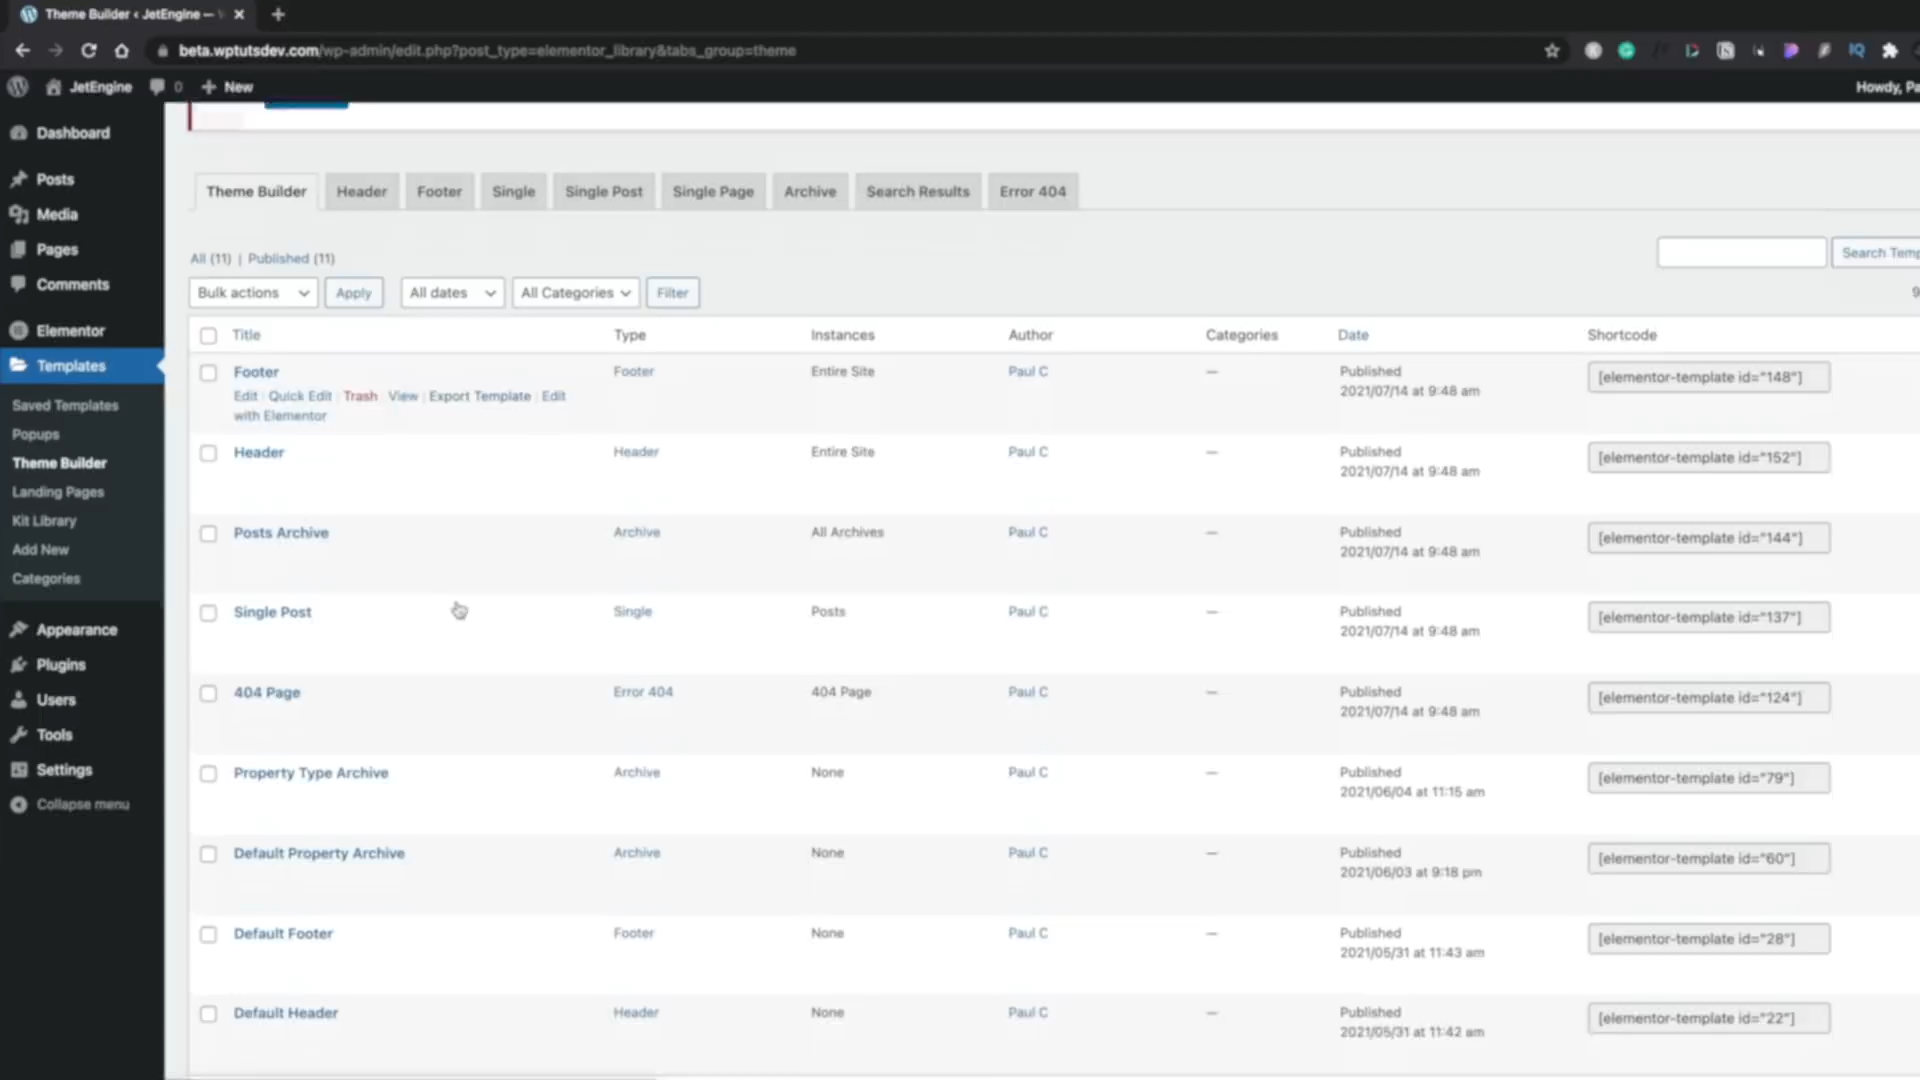 Theme Builder ‹ JetEngine —
beta.wptutsdev.com/wp-admin/edit.php?post_type=elementor_library&tabs_group=theme
JetEngine 0 + New Howdy,
Dashboard
Posts
Media
Pages
Comments
Elementor
Templates
Saved Templates
Popups
Theme Builder
Landing Pages
Kit Library
Add New
Categories
Appearance
Plugins
Users
Tools
Settings
Collapse menu
Theme Builder Header Footer Single Single Post Single Page Archive Search Results Error 404
All (11) | Published (11)
Search
Bulk actions Apply All dates All Categories Filter
Title Type Instances Author Categories Date Shortcode
Footer Footer Entire Site Paul C — Published [elementor-template id="148"]
2021/07/14 at 9:48 am
Edit | Quick Edit | Trash | View | Export Template | Edit
with Elementor
Header Header Entire Site Paul C — Published [elementor-template id="152"]
2021/07/14 at 9:48 am
Posts Archive Archive All Archives Paul C — Published [elementor-template id="144"]
2021/07/14 at 9:48 am
Single Post Single Posts Paul C — Published [elementor-template id="137"]
2021/07/14 at 9:48 am
404 Page Error 404 404 Page Paul C — Published [elementor-template id="124"]
2021/07/14 at 9:48 am
Property Type Archive Archive None Paul C — Published [elementor-template id="79"]
2021/06/04 at 11:15 am
Default Property Archive Archive None Paul C — Published [elementor-template id="60"]
2021/06/03 at 9:18 pm
Default Footer Footer None Paul C — Published [elementor-template id="28"]
2021/05/31 at 11:43 am
Default Header Header None Paul C — Published [elementor-template id="22"]
2021/05/31 at 11:42 am